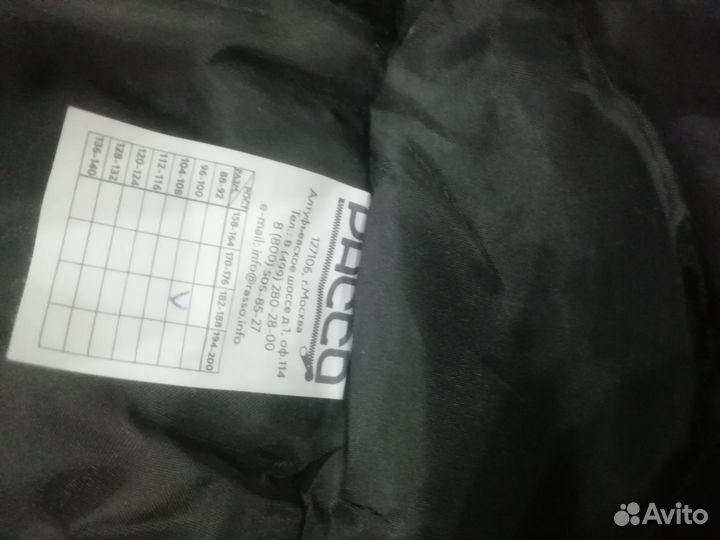 РАССО
127106, г.Москва
Алтуфьевское шоссе д.1, оф.114
Тел.: 8 (499) 280-28-00
8 (800) 505-85-27
e-mail: info@rasso.info
РОСТ 158-164 170-176 182-188 194-200
РАЗМ
88-92
96-100
104-108 V
112-116
120-124
128-132
136-140
Avito